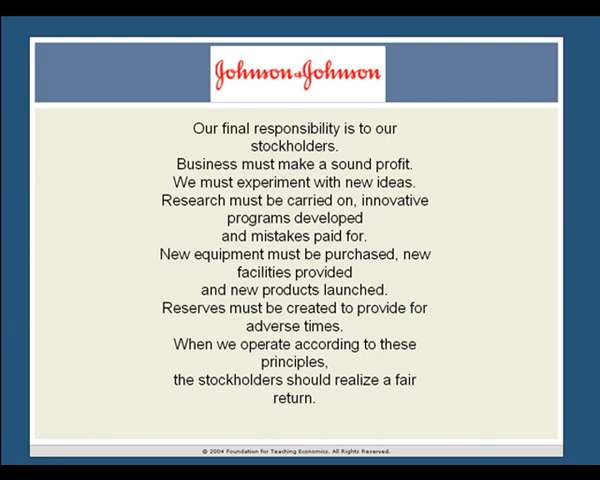 Johnson & Johnson
Our final responsibility is to our
stockholders.
Business must make a sound profit.
We must experiment with new ideas.
Research must be carried on, innovative
programs developed
and mistakes paid for.
New equipment must be purchased, new
facilities provided
and new products launched.
Reserves must be created to provide for
adverse times.
When we operate according to these
principles,
the stockholders should realize a fair
return.
© 2004 Foundation for Teaching Economics. All Rights Reserved.